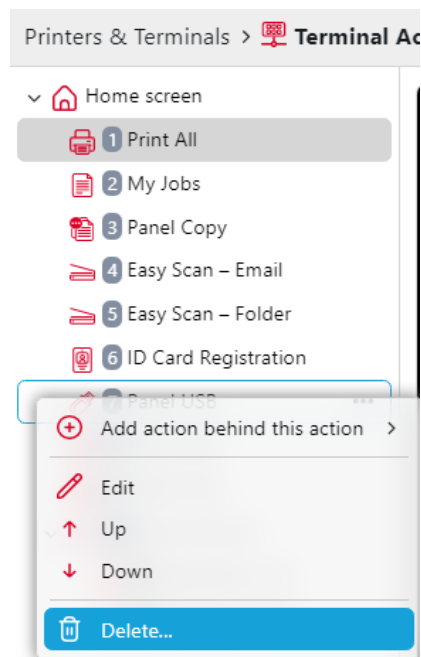 Printers & Terminals > Terminal Ac
Home screen
1 Print All
2 My Jobs
3 Panel Copy
4 Easy Scan – Email
5 Easy Scan – Folder
6 ID Card Registration
7 Panel USB
Add action behind this action
Edit
Up
Down
Delete...